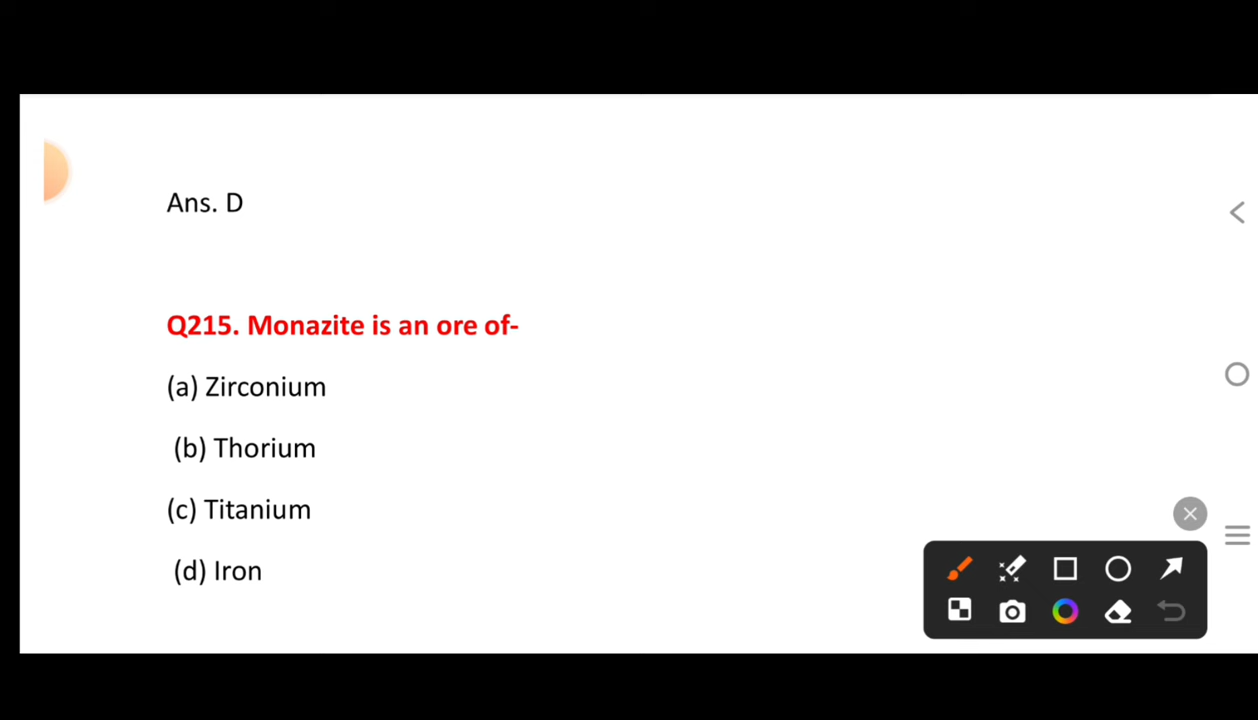 Ans. D
Q215. Monazite is an ore of-
(a) Zirconium
(b) Thorium
(c) Titanium
(d) Iron